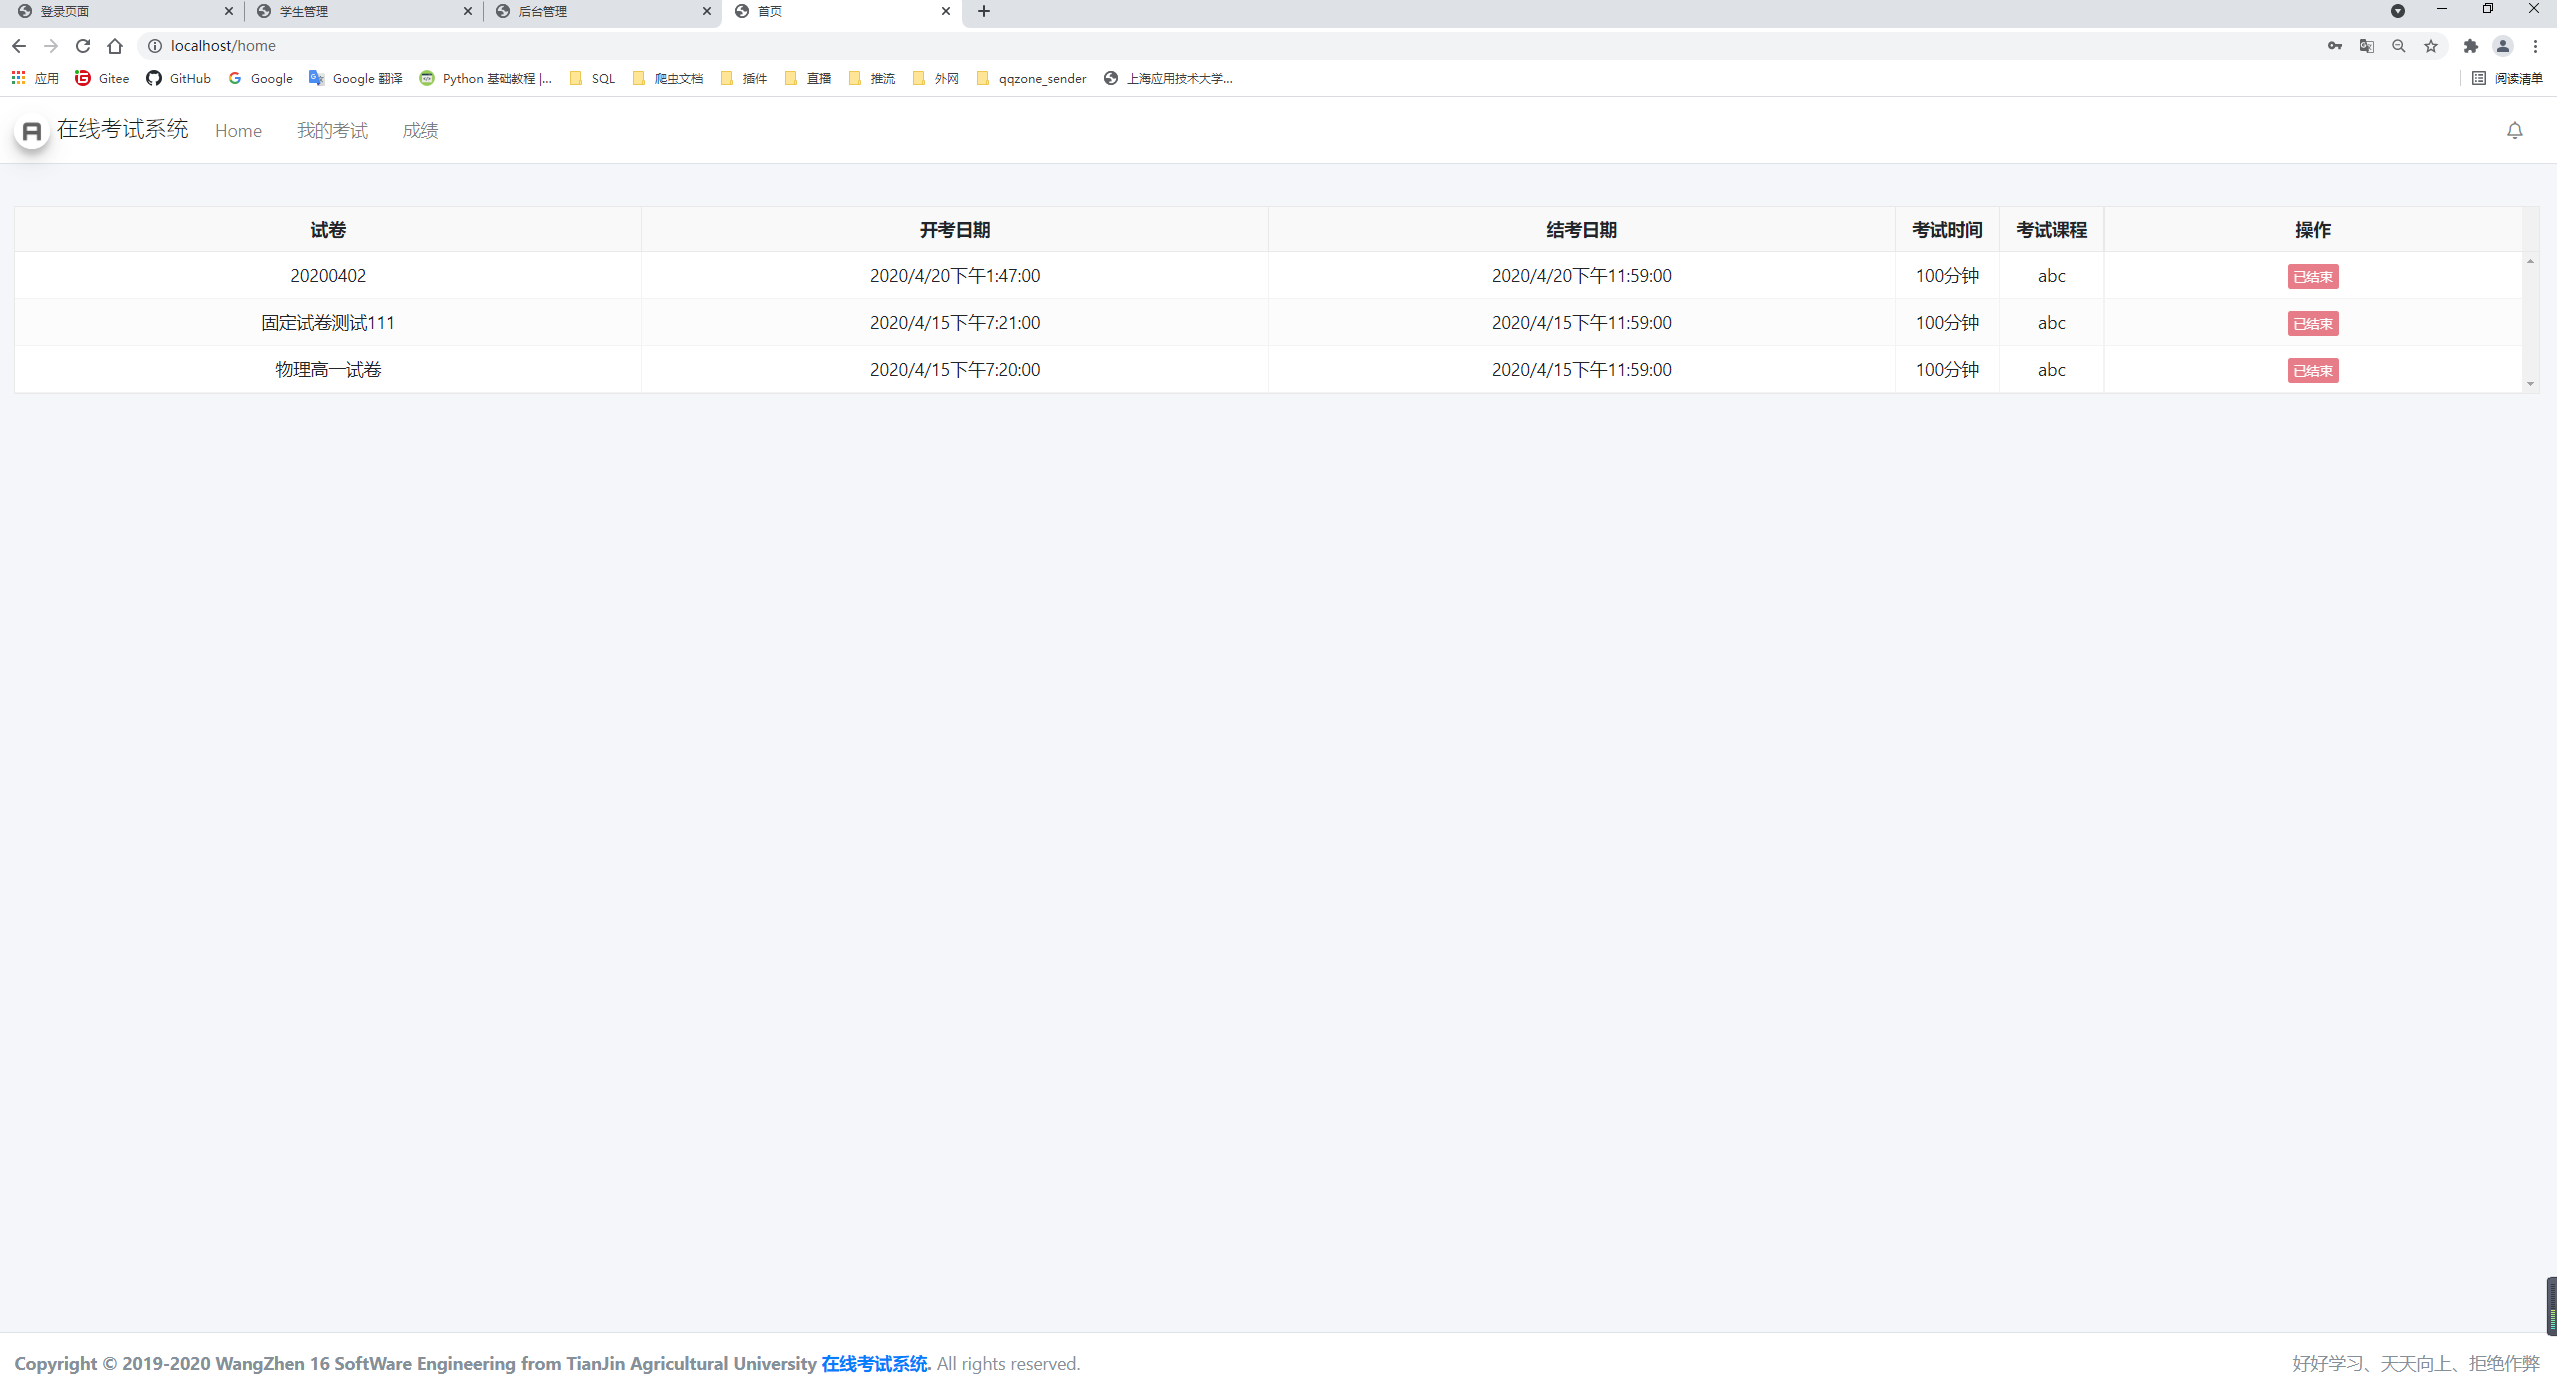 登录页面 学生管理 后台管理 首页
localhost/home
应用 Gitee GitHub Google Google 翻译 Python 基础教程 |... SQL 爬虫文档 插件 直播 推流 外网 qqzone_sender 上海应用技术大学... 阅读清单
在线考试系统 Home 我的考试 成绩
试卷 开考日期 结考日期 考试时间 考试课程 操作
20200402 2020/4/20下午1:47:00 2020/4/20下午11:59:00 100分钟 abc 已结束
固定试卷测试111 2020/4/15下午7:21:00 2020/4/15下午11:59:00 100分钟 abc 已结束
物理高一试卷 2020/4/15下午7:20:00 2020/4/15下午11:59:00 100分钟 abc 已结束
Copyright © 2019-2020 WangZhen 16 SoftWare Engineering from TianJin Agricultural University 在线考试系统. All rights reserved. 好好学习、天天向上、拒绝作弊